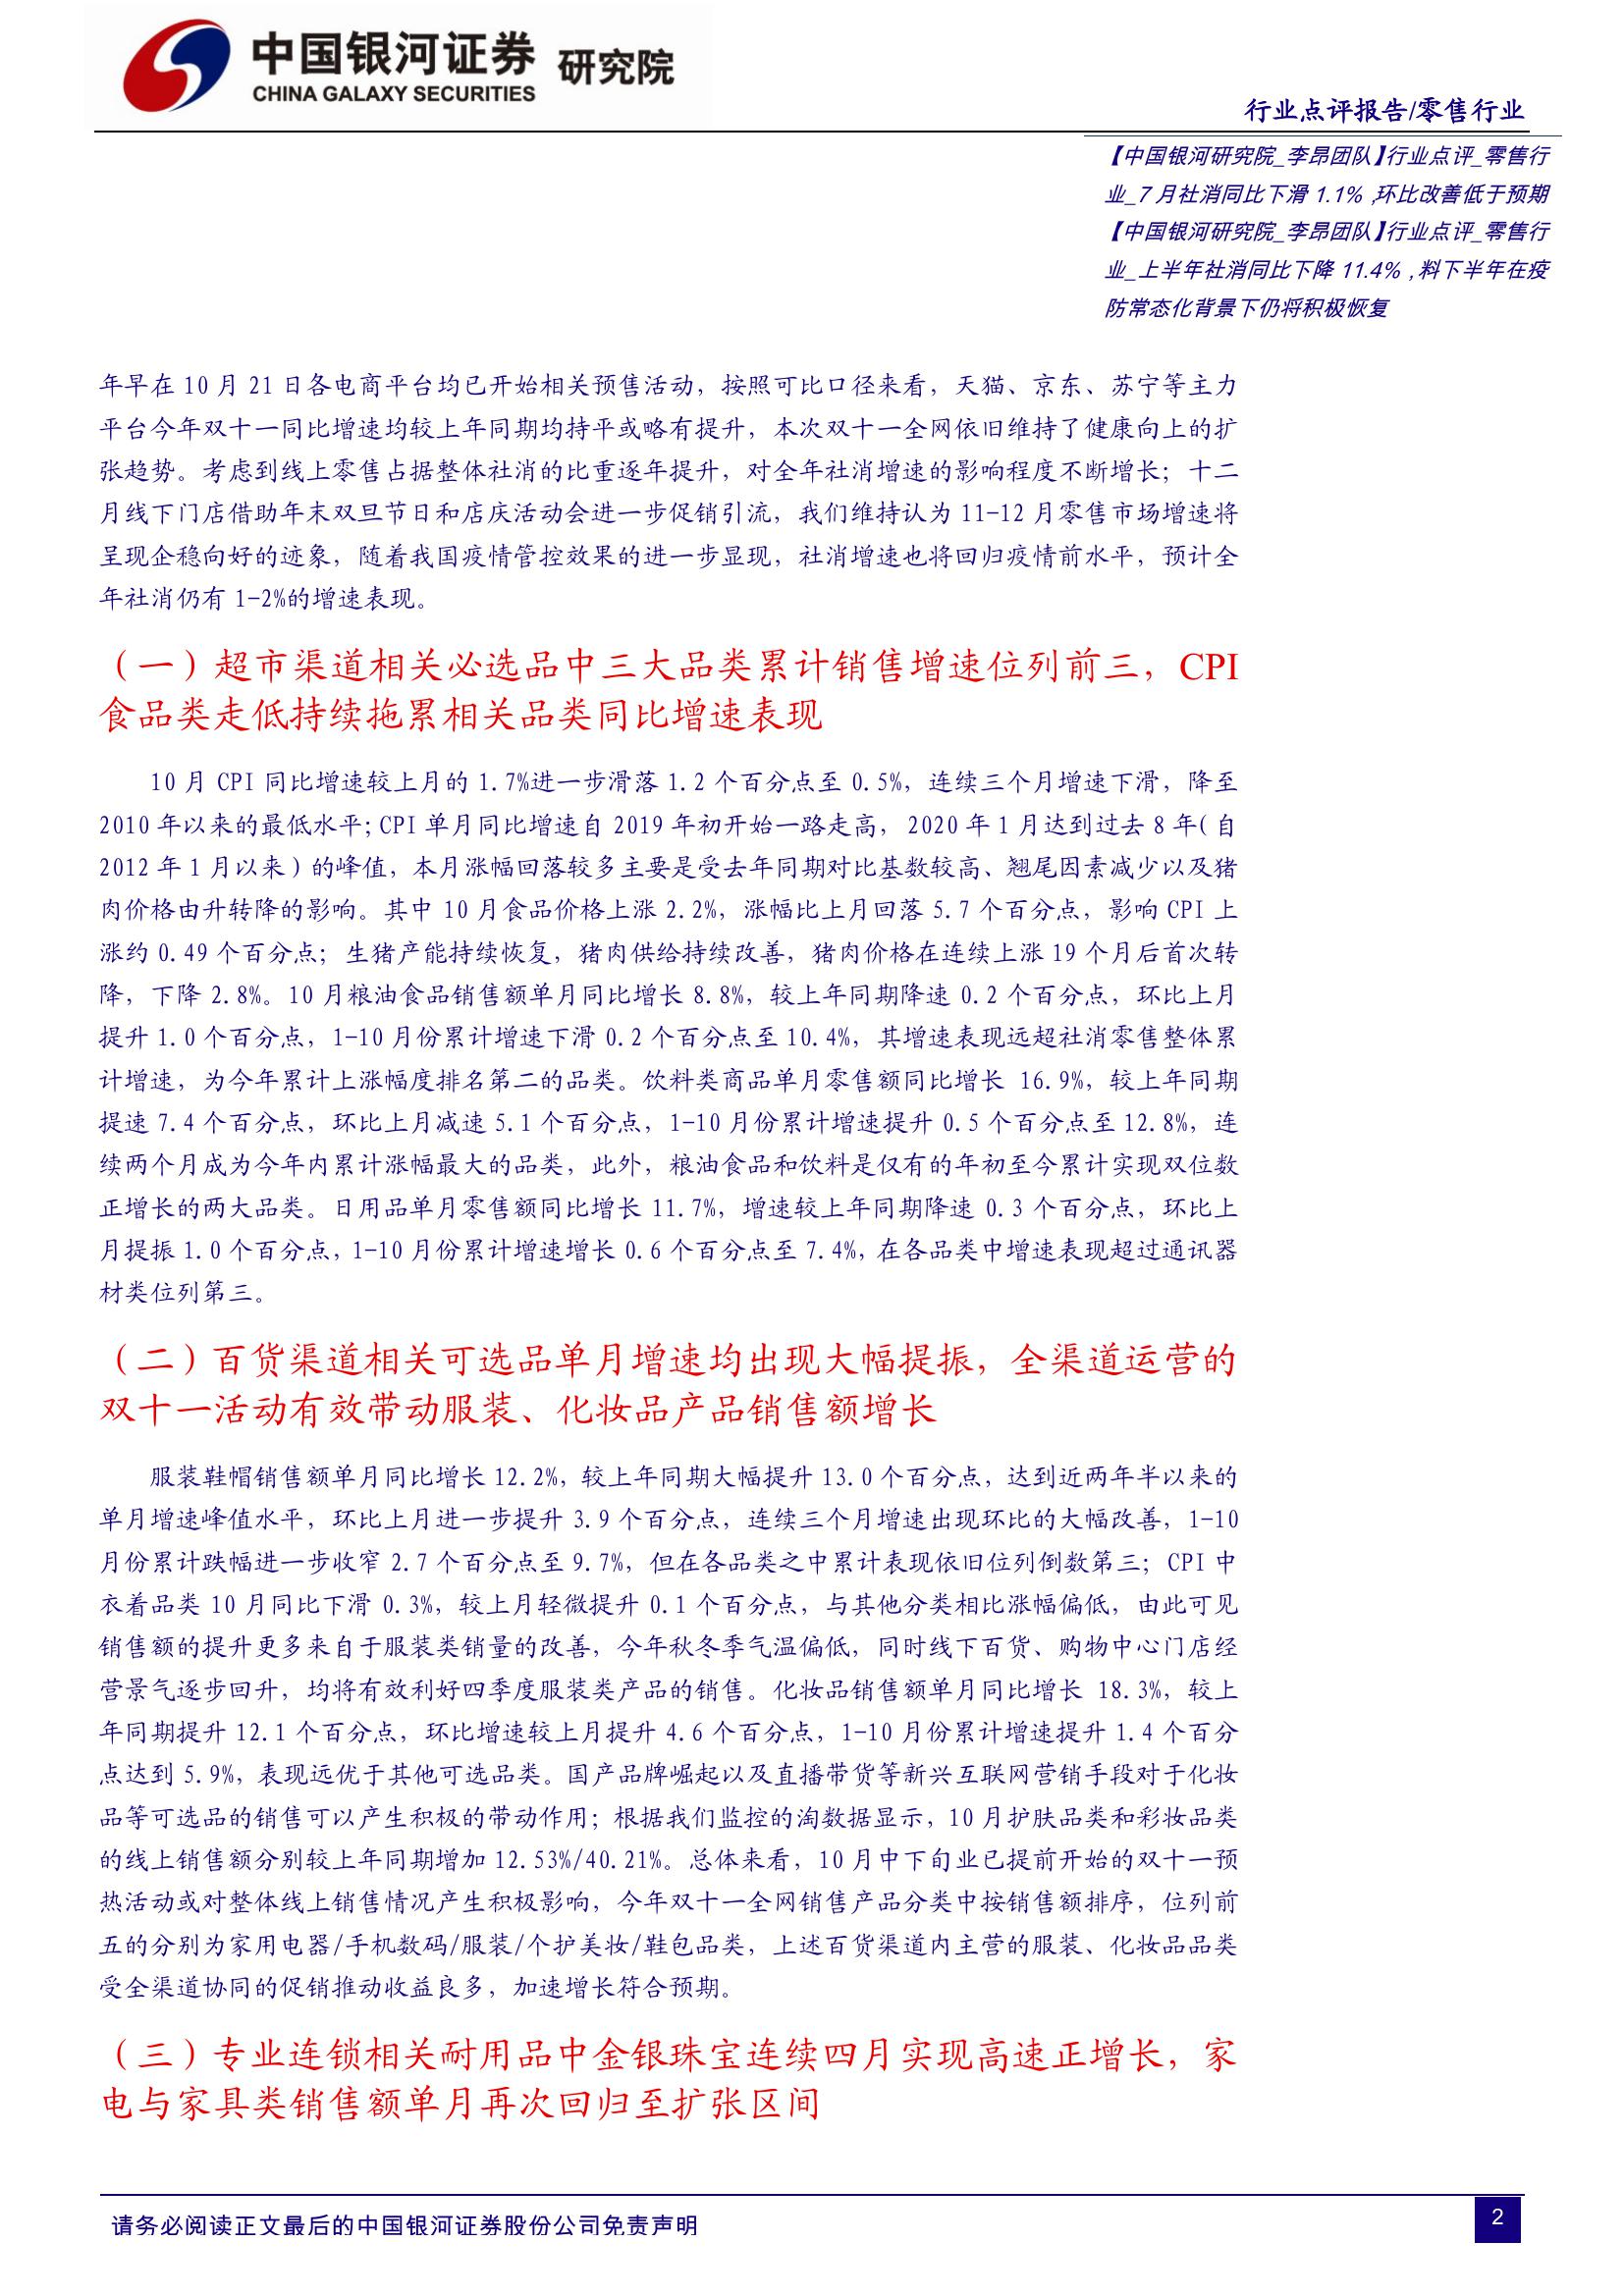 中国银河证券 研究院
CHINA GALAXY SECURITIES
行业点评报告/零售行业
【中国银河研究院_李昂团队】行业点评_零售行
业_7 月社消同比下滑 1.1% ,环比改善低于预期
【中国银河研究院_李昂团队】行业点评_零售行
业_上半年社消同比下降 11.4% ,料下半年在疫
防常态化背景下仍将积极恢复
年早在 10 月 21 日各电商平台均已开始相关预售活动，按照可比口径来看，天猫、京东、苏宁等主力
平台今年双十一同比增速均较上年同期均持平或略有提升，本次双十一全网依旧维持了健康向上的扩
张趋势。考虑到线上零售占据整体社消的比重逐年提升，对全年社消增速的影响程度不断增长；十二
月线下门店借助年末双旦节日和店庆活动会进一步促销引流，我们维持认为 11-12 月零售市场增速将
呈现企稳向好的迹象，随着我国疫情管控效果的进一步显现，社消增速也将回归疫情前水平，预计全
年社消仍有 1-2%的增速表现。
（一）超市渠道相关必选品中三大品类累计销售增速位列前三，CPI
食品类走低持续拖累相关品类同比增速表现
10 月 CPI 同比增速较上月的 1.7%进一步滑落 1.2 个百分点至 0.5%，连续三个月增速下滑，降至
2010 年以来的最低水平；CPI 单月同比增速自 2019 年初开始一路走高， 2020 年 1 月达到过去 8 年（自
2012 年 1 月以来）的峰值，本月涨幅回落较多主要是受去年同期对比基数较高、翘尾因素减少以及猪
肉价格由升转降的影响。其中 10 月食品价格上涨 2.2%，涨幅比上月回落 5.7 个百分点，影响 CPI 上
涨约 0.49 个百分点；生猪产能持续恢复，猪肉供给持续改善，猪肉价格在连续上涨 19 个月后首次转
降，下降 2.8%。10 月粮油食品销售额单月同比增长 8.8%，较上年同期降速 0.2 个百分点，环比上月
提升 1.0 个百分点，1-10 月份累计增速下滑 0.2 个百分点至 10.4%，其增速表现远超社消零售整体累
计增速，为今年累计上涨幅度排名第二的品类。饮料类商品单月零售额同比增长 16.9%，较上年同期
提速 7.4 个百分点，环比上月减速 5.1 个百分点，1-10 月份累计增速提升 0.5 个百分点至 12.8%，连
续两个月成为今年内累计涨幅最大的品类，此外，粮油食品和饮料是仅有的年初至今累计实现双位数
正增长的两大品类。日用品单月零售额同比增长 11.7%，增速较上年同期降速 0.3 个百分点，环比上
月提振 1.0 个百分点，1-10 月份累计增速增长 0.6 个百分点至 7.4%，在各品类中增速表现超过通讯器
材类位列第三。
（二）百货渠道相关可选品单月增速均出现大幅提振，全渠道运营的
双十一活动有效带动服装、化妆品产品销售额增长
服装鞋帽销售额单月同比增长 12.2%，较上年同期大幅提升 13.0 个百分点，达到近两年半以来的
单月增速峰值水平，环比上月进一步提升 3.9 个百分点，连续三个月增速出现环比的大幅改善，1-10
月份累计跌幅进一步收窄 2.7 个百分点至 9.7%，但在各品类之中累计表现依旧位列倒数第三；CPI 中
衣着品类 10 月同比下滑 0.3%，较上月轻微提升 0.1 个百分点，与其他分类相比涨幅偏低，由此可见
销售额的提升更多来自于服装类销量的改善，今年秋冬季气温偏低，同时线下百货、购物中心门店经
营景气逐步回升，均将有效利好四季度服装类产品的销售。化妆品销售额单月同比增长 18.3%，较上
年同期提升 12.1 个百分点，环比增速较上月提升 4.6 个百分点，1-10 月份累计增速提升 1.4 个百分
点达到 5.9%，表现远优于其他可选品类。国产品牌崛起以及直播带货等新兴互联网营销手段对于化妆
品等可选品的销售可以产生积极的带动作用；根据我们监控的淘数据显示，10 月护肤品类和彩妆品类
的线上销售额分别较上年同期增加 12.53%/40.21%。总体来看，10 月中下旬业已提前开始的双十一预
热活动或对整体线上销售情况产生积极影响，今年双十一全网销售产品分类中按销售额排序，位列前
五的分别为家用电器/手机数码/服装/个护美妆/鞋包品类，上述百货渠道内主营的服装、化妆品品类
受全渠道协同的促销推动收益良多，加速增长符合预期。
（三）专业连锁相关耐用品中金银珠宝连续四月实现高速正增长，家
电与家具类销售额单月再次回归至扩张区间
请务必阅读正文最后的中国银河证券股份公司免责声明
2